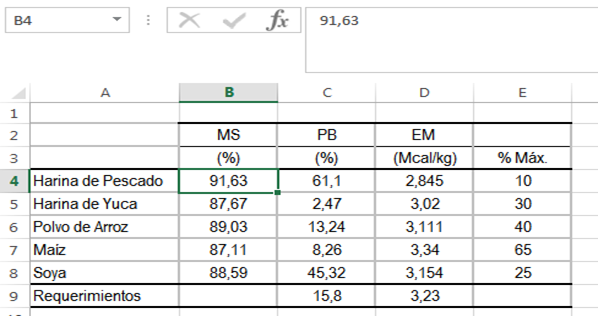 B4 fx 91,63
A B C D E
1
2 MS PB EM
3 (%) (%) (Mcal/kg) % Máx.
4 Harina de Pescado 91,63 61,1 2,845 10
5 Harina de Yuca 87,67 2,47 3,02 30
6 Polvo de Arroz 89,03 13,24 3,111 40
7 Maiz 87,11 8,26 3,34 65
8 Soya 88,59 45,32 3,154 25
9 Requerimientos 15,8 3,23